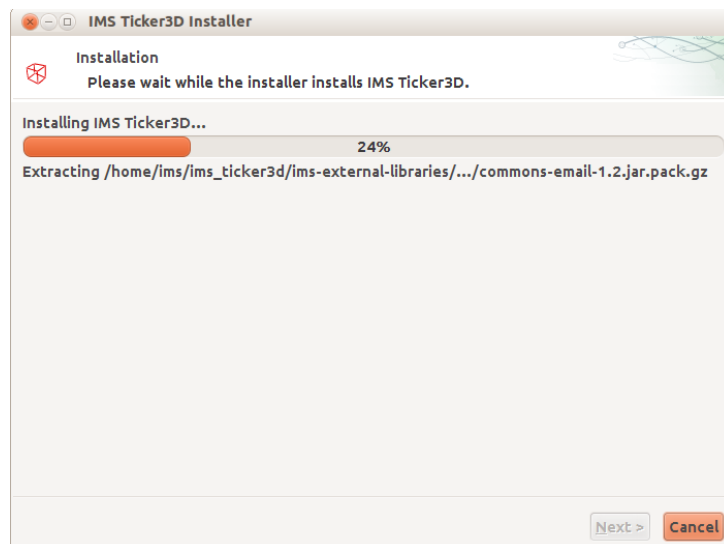 IMS Ticker3D Installer
Installation
Please wait while the installer installs IMS Ticker3D.
Installing IMS Ticker3D...
24%
Extracting /home/ims/ims_ticker3d/ims-external-libraries/.../commons-email-1.2.jar.pack.gz
Next > Cancel